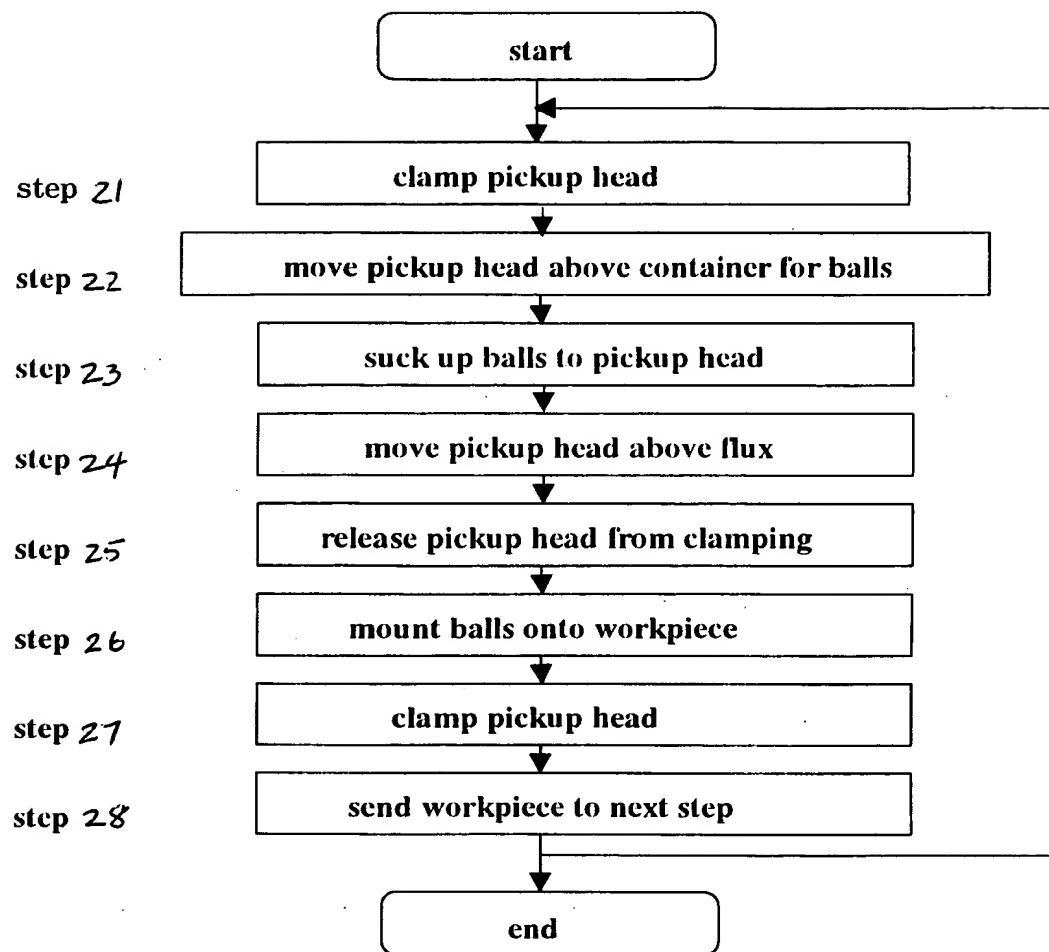 start
step 21 clamp pickup head
step 22 move pickup head above container for balls
step 23 suck up balls to pickup head
step 24 move pickup head above flux
step 25 release pickup head from clamping
step 26 mount balls onto workpiece
step 27 clamp pickup head
step 28 send workpiece to next step
end